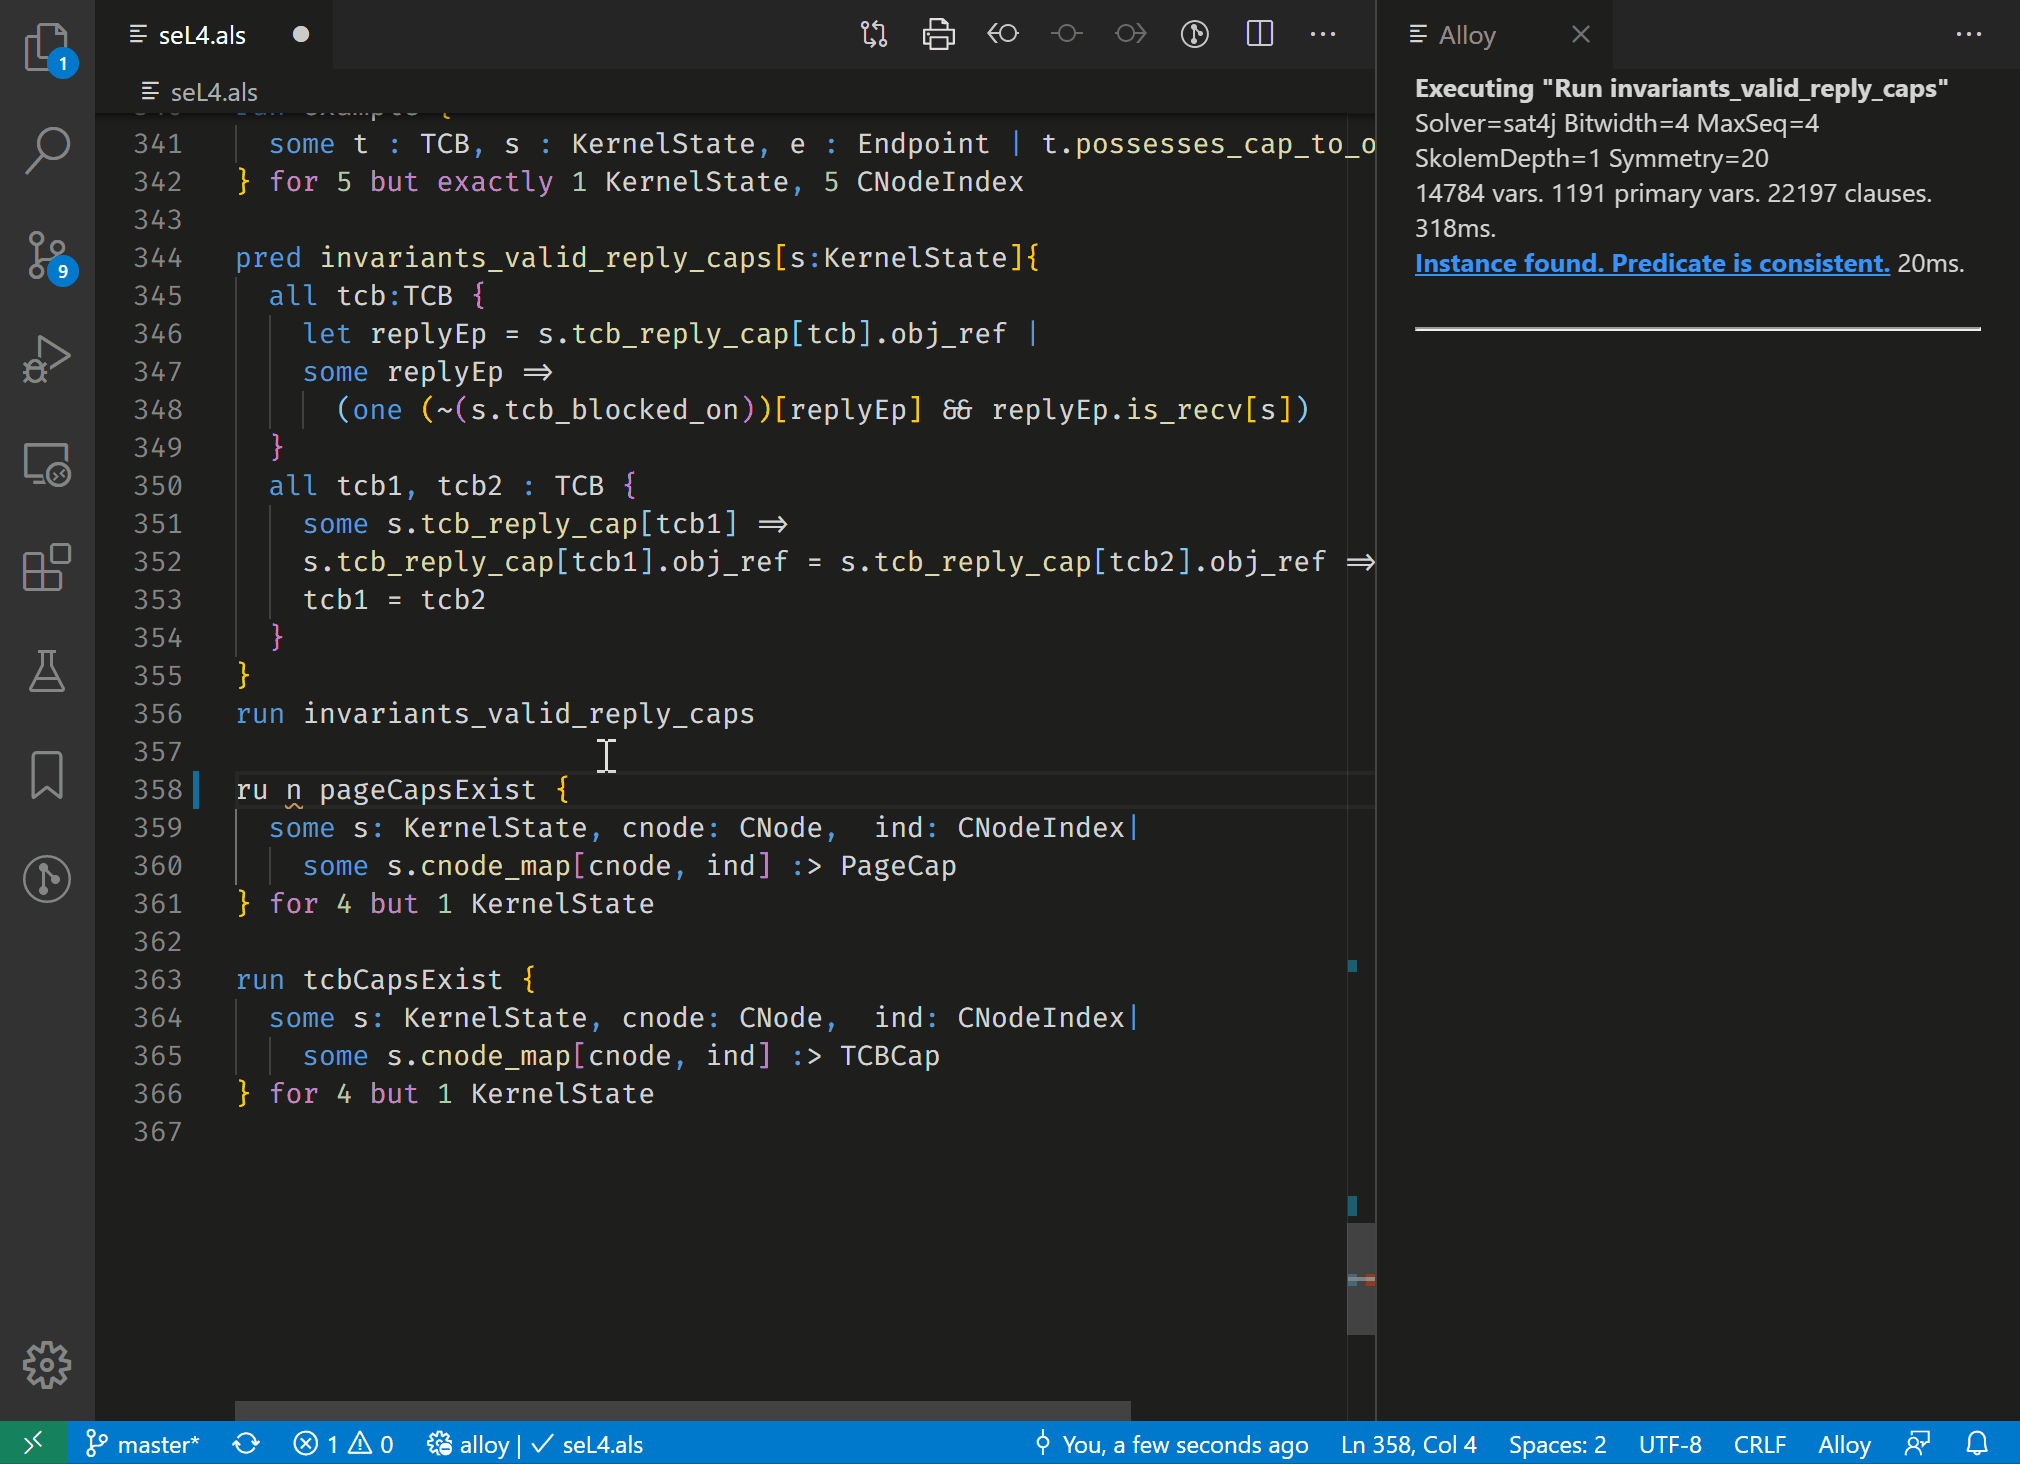 seL4.als
Alloy
1
seL4.als
341 some t : TCB, s : KernelState, e : Endpoint | t.possesses_cap_to_o
342 } for 5 but exactly 1 KernelState, 5 CNodeIndex
343
344 pred invariants_valid_reply_caps[s:KernelState]{
345 all tcb:TCB {
346 let replyEp = s.tcb_reply_cap[tcb].obj_ref |
347 some replyEp =>
348 (one (~(s.tcb_blocked_on))[replyEp] && replyEp.is_recv[s])
349 }
350 all tcb1, tcb2 : TCB {
351 some s.tcb_reply_cap[tcb1] =>
352 s.tcb_reply_cap[tcb1].obj_ref = s.tcb_reply_cap[tcb2].obj_ref =>
353 tcb1 = tcb2
354 }
355 }
356 run invariants_valid_reply_caps
357
358 ru n pageCapsExist {
359 some s: KernelState, cnode: CNode,  ind: CNodeIndex|
360 some s.cnode_map[cnode, ind] :> PageCap
361 } for 4 but 1 KernelState
362
363 run tcbCapsExist {
364 some s: KernelState, cnode: CNode,  ind: CNodeIndex|
365 some s.cnode_map[cnode, ind] :> TCBCap
366 } for 4 but 1 KernelState
367
9
Executing "Run invariants_valid_reply_caps"
Solver=sat4j Bitwidth=4 MaxSeq=4
SkolemDepth=1 Symmetry=20
14784 vars. 1191 primary vars. 22197 clauses.
318ms.
Instance found. Predicate is consistent. 20ms.
master* 1 0 alloy | ✓ seL4.als You, a few seconds ago Ln 358, Col 4 Spaces: 2 UTF-8 CRLF Alloy